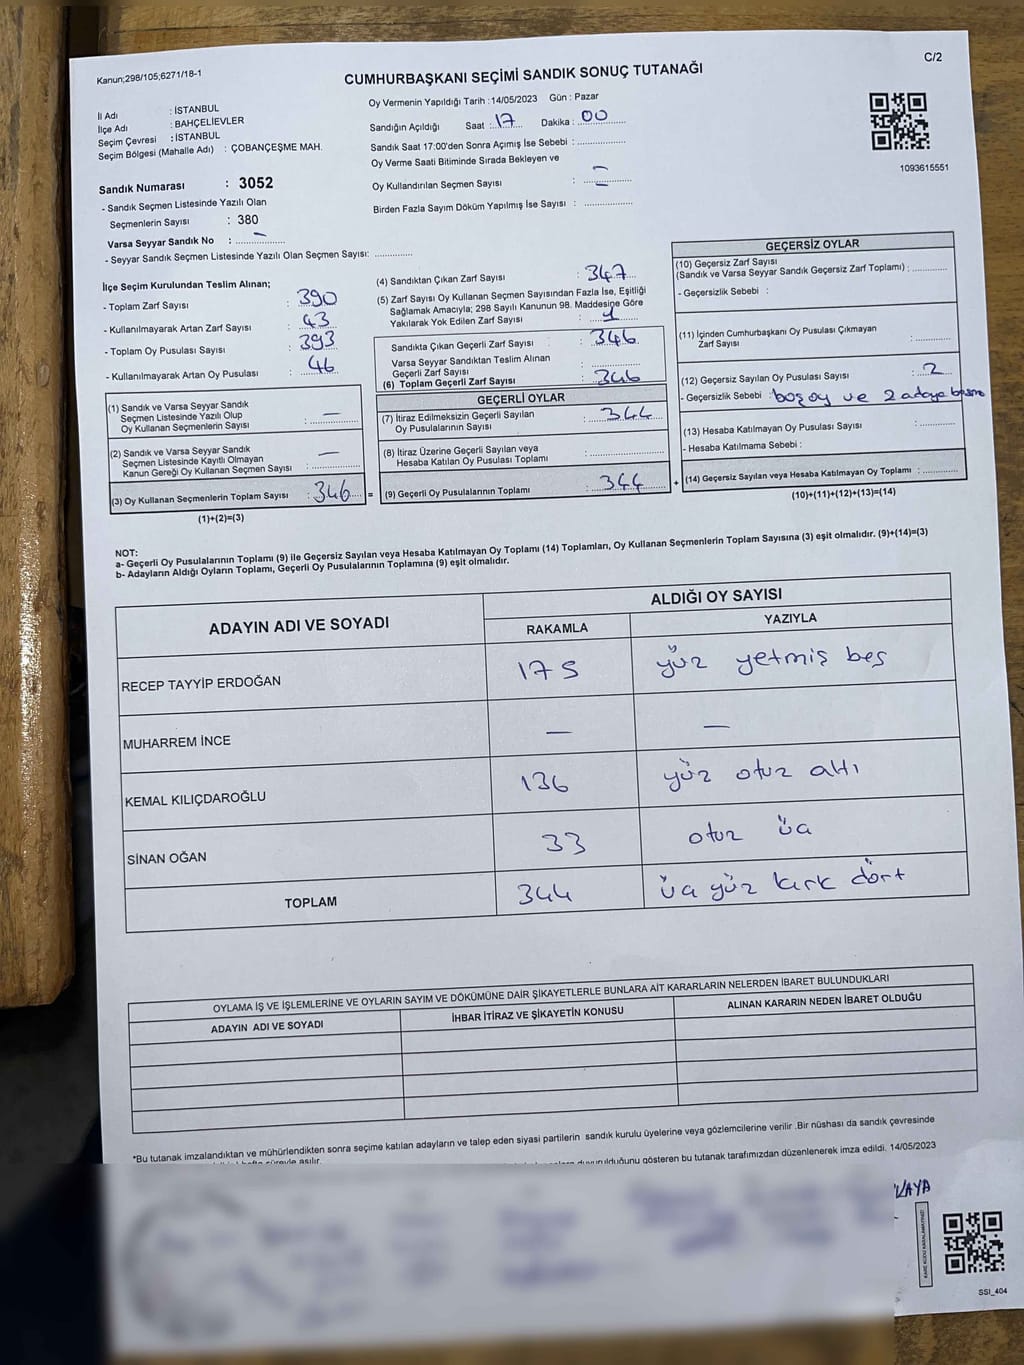 Kanun;298/105;6271/18-1
C/2
CUMHURBAŞKANI SEÇİMİ SANDIK SONUÇ TUTANAĞI
İl Adı : İSTANBUL
İlçe Adı : BAHÇELİEVLER
Seçim Çevresi : İSTANBUL
Seçim Bölgesi (Mahalle Adı) : ÇOBANÇEŞME MAH.
Sandık Numarası : 3052
- Sandık Seçmen Listesinde Yazılı Olan
Seçmenlerin Sayısı : 380
Varsa Seyyar Sandık No : –
- Seyyar Sandık Seçmen Listesinde Yazılı Olan Seçmen Sayısı: ..............
Oy Vermenin Yapıldığı Tarih :14/05/2023 Gün : Pazar
Sandığın Açıldığı Saat : 17 Dakika : 00
Sandık Saat 17:00'den Sonra Açımış İse Sebebi : ..................
Oy Verme Saati Bitiminde Sırada Bekleyen ve
Oy Kullandırılan Seçmen Sayısı : –
Birden Fazla Sayım Döküm Yapılmış İse Sayısı : ..................
1093615551
İlçe Seçim Kurulundan Teslim Alınan;
- Toplam Zarf Sayısı : 390
- Kullanılmayarak Artan Zarf Sayısı : 43
- Toplam Oy Pusulası Sayısı : 393
- Kullanılmayarak Artan Oy Pusulası : 46
(1) Sandık ve Varsa Seyyar Sandık
Seçmen Listesinde Yazılı Olup
Oy Kullanan Seçmenlerin Sayısı : –
(2) Sandık ve Varsa Seyyar Sandık
Seçmen Listesinde Kayıtlı Olmayan
Kanun Gereği Oy Kullanan Seçmen Sayısı : –
(3) Oy Kullanan Seçmenlerin Toplam Sayısı : 346 =
(1)+(2)=(3)
(4) Sandıktan Çıkan Zarf Sayısı : 347
(5) Zarf Sayısı Oy Kullanan Seçmen Sayısından Fazla İse, Eşitliği
Sağlamak Amacıyla; 298 Sayılı Kanunun 98. Maddesine Göre
Yakılarak Yok Edilen Zarf Sayısı : 1
Sandıkta Çıkan Geçerli Zarf Sayısı : 346
Varsa Seyyar Sandıktan Teslim Alınan
Geçerli Zarf Sayısı : ..................
(6) Toplam Geçerli Zarf Sayısı : 346
GEÇERLİ OYLAR
(7) İtiraz Edilmeksizin Geçerli Sayılan
Oy Pusulalarının Sayısı : 344
(8) İtiraz Üzerine Geçerli Sayılan veya
Hesaba Katılan Oy Pusulası Toplamı : ..................
(9) Geçerli Oy Pusulalarının Toplamı : 344 +
GEÇERSİZ OYLAR
(10) Geçersiz Zarf Sayısı
(Sandık ve Varsa Seyyar Sandık Geçersiz Zarf Toplamı) : .............
- Geçersizlik Sebebi :
(11) İçinden Cumhurbaşkanı Oy Pusulası Çıkmayan
Zarf Sayısı : .............
(12) Geçersiz Sayılan Oy Pusulası Sayısı : 2
- Geçersizlik Sebebi : boş oy ve 2 adaya basma
(13) Hesaba Katılmayan Oy Pusulası Sayısı : .............
- Hesaba Katılmama Sebebi :
(14) Geçersiz Sayılan veya Hesaba Katılmayan Oy Toplamı : .............
(10)+(11)+(12)+(13)=(14)
NOT:
a- Geçerli Oy Pusulalarının Toplamı (9) ile Geçersiz Sayılan veya Hesaba Katılmayan Oy Toplamı (14) Toplamları, Oy Kullanan Seçmenlerin Toplam Sayısına (3) eşit olmalıdır. (9)+(14)=(3)
b- Adayların Aldığı Oyların Toplamı, Geçerli Oy Pusulalarının Toplamına (9) eşit olmalıdır.
ADAYIN ADI VE SOYADI
ALDIĞI OY SAYISI
RAKAMLA YAZIYLA
RECEP TAYYİP ERDOĞAN 175 yüz yetmiş beş
MUHARREM İNCE – –
KEMAL KILIÇDAROĞLU 136 yüz otuz altı
SİNAN OĞAN 33 otuz üç
TOPLAM 344 üç yüz kırk dört
OYLAMA İŞ VE İŞLEMLERİNE VE OYLARIN SAYIM VE DÖKÜMÜNE DAİR ŞİKAYETLERLE BUNLARA AİT KARARLARIN NELERDEN İBARET BULUNDUKLARI
ADAYIN ADI VE SOYADI İHBAR İTİRAZ VE ŞİKAYETİN KONUSU ALINAN KARARIN NEDEN İBARET OLDUĞU
*Bu tutanak imzalandıktan ve mühürlendikten sonra seçime katılan adayların ve talep eden siyasi partilerin sandık kurulu üyelerine veya gözlemcilerine verilir .Bir nüshası da sandık çevresinde
süreyle asılır. duyurulduğunu gösteren bu tutanak tarafımızdan düzenlenerek imza edildi. 14/05/2023
SSI_404